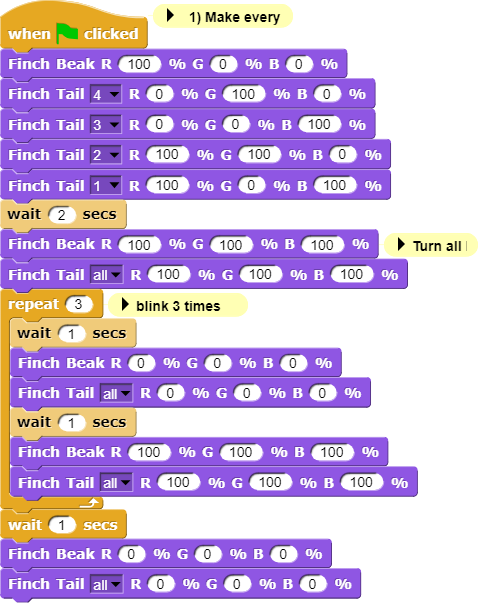 when clicked 1) Make every
Finch Beak R 100 % G 0 % B 0 %
Finch Tail 4 R 0 % G 100 % B 0 %
Finch Tail 3 R 0 % G 0 % B 100 %
Finch Tail 2 R 100 % G 100 % B 0 %
Finch Tail 1 R 100 % G 0 % B 100 %
wait 2 secs
Finch Beak R 100 % G 100 % B 100 % Turn all
Finch Tail all R 100 % G 100 % B 100 %
repeat 3 blink 3 times
wait 1 secs
Finch Beak R 0 % G 0 % B 0 %
Finch Tail all R 0 % G 0 % B 0 %
wait 1 secs
Finch Beak R 100 % G 100 % B 100 %
Finch Tail all R 100 % G 100 % B 100 %
wait 1 secs
Finch Beak R 0 % G 0 % B 0 %
Finch Tail all R 0 % G 0 % B 0 %